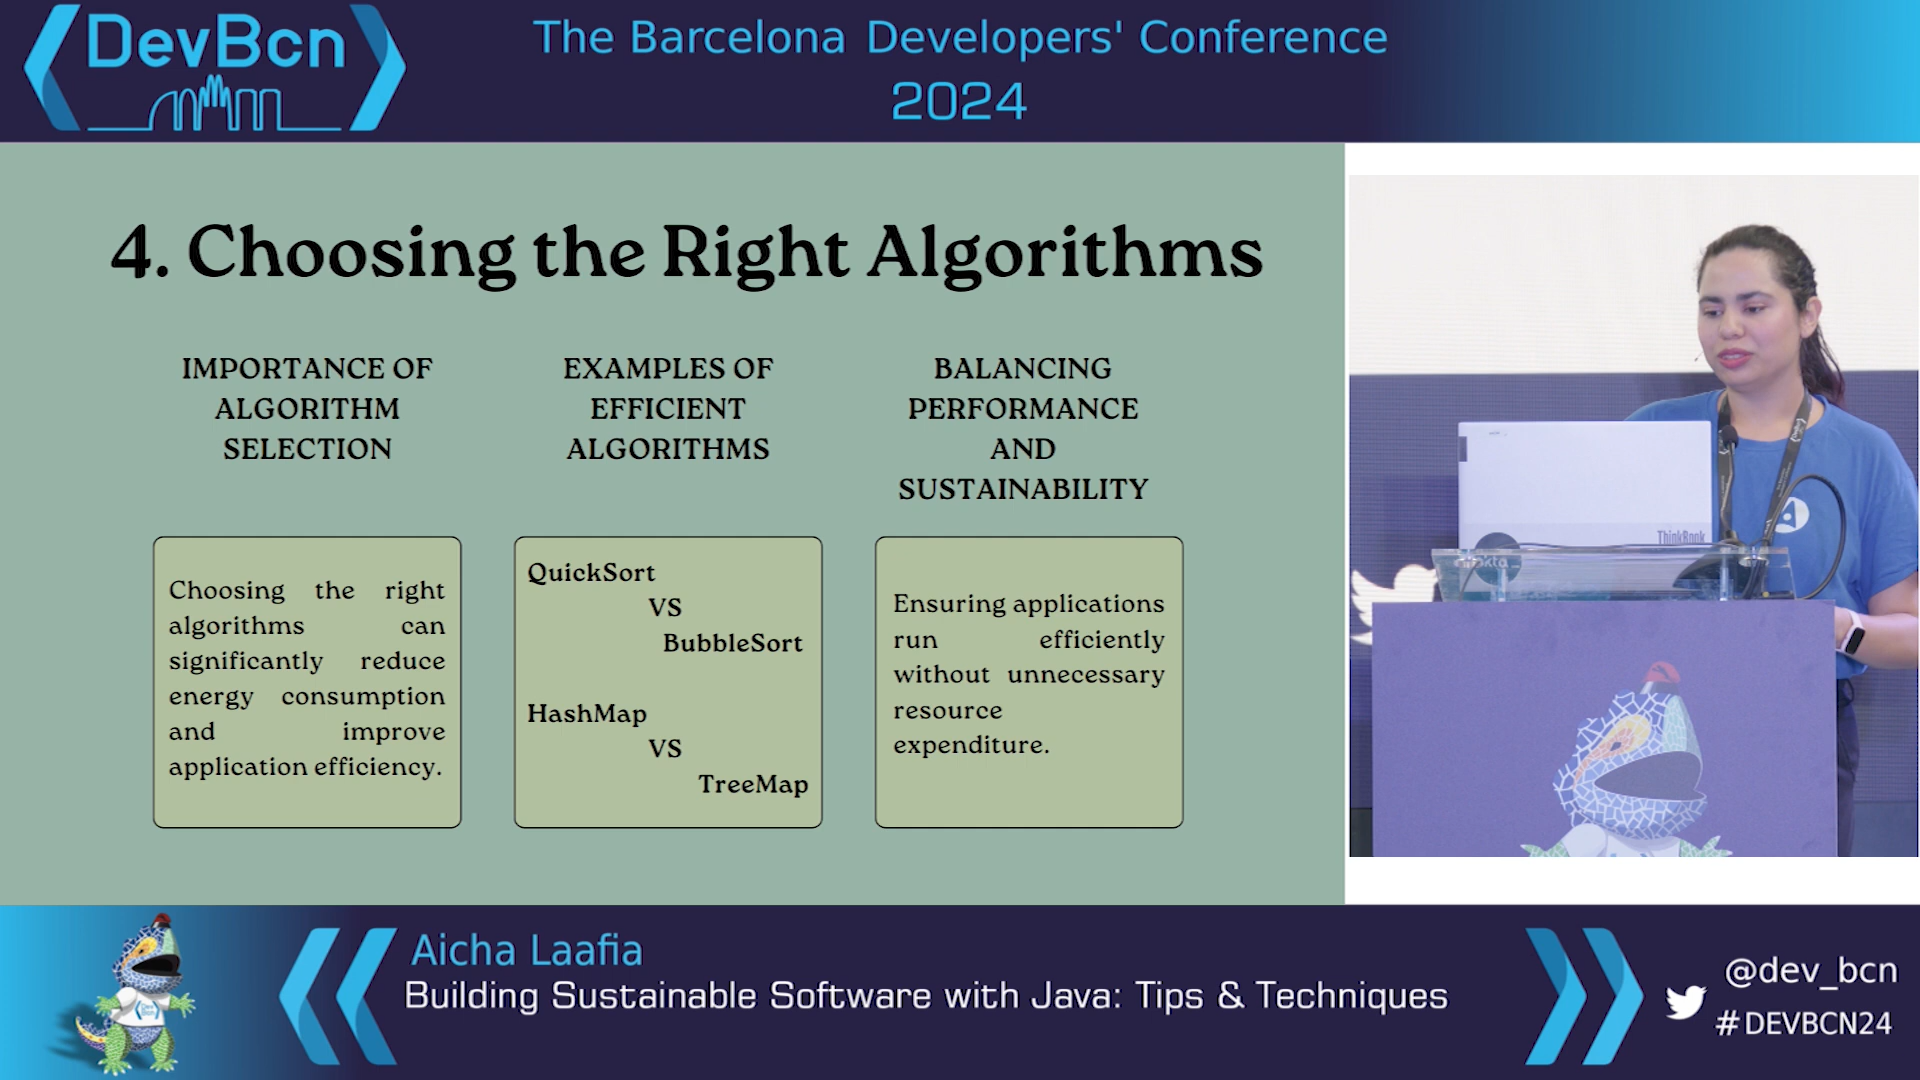 DevBcn
The Barcelona Developers' Conference
2024
4. Choosing the Right Algorithms
IMPORTANCE OF
ALGORITHM
SELECTION
Choosing the right
algorithms can
significantly reduce
energy consumption
and improve
application efficiency.
EXAMPLES OF
EFFICIENT
ALGORITHMS
QuickSort
VS
BubbleSort
HashMap
VS
TreeMap
BALANCING
PERFORMANCE
AND
SUSTAINABILITY
Ensuring applications
run efficiently
without unnecessary
resource
expenditure.
ThinkBook
Aicha Laafia
Building Sustainable Software with Java: Tips & Techniques
@dev_bcn
#DEVBCN24